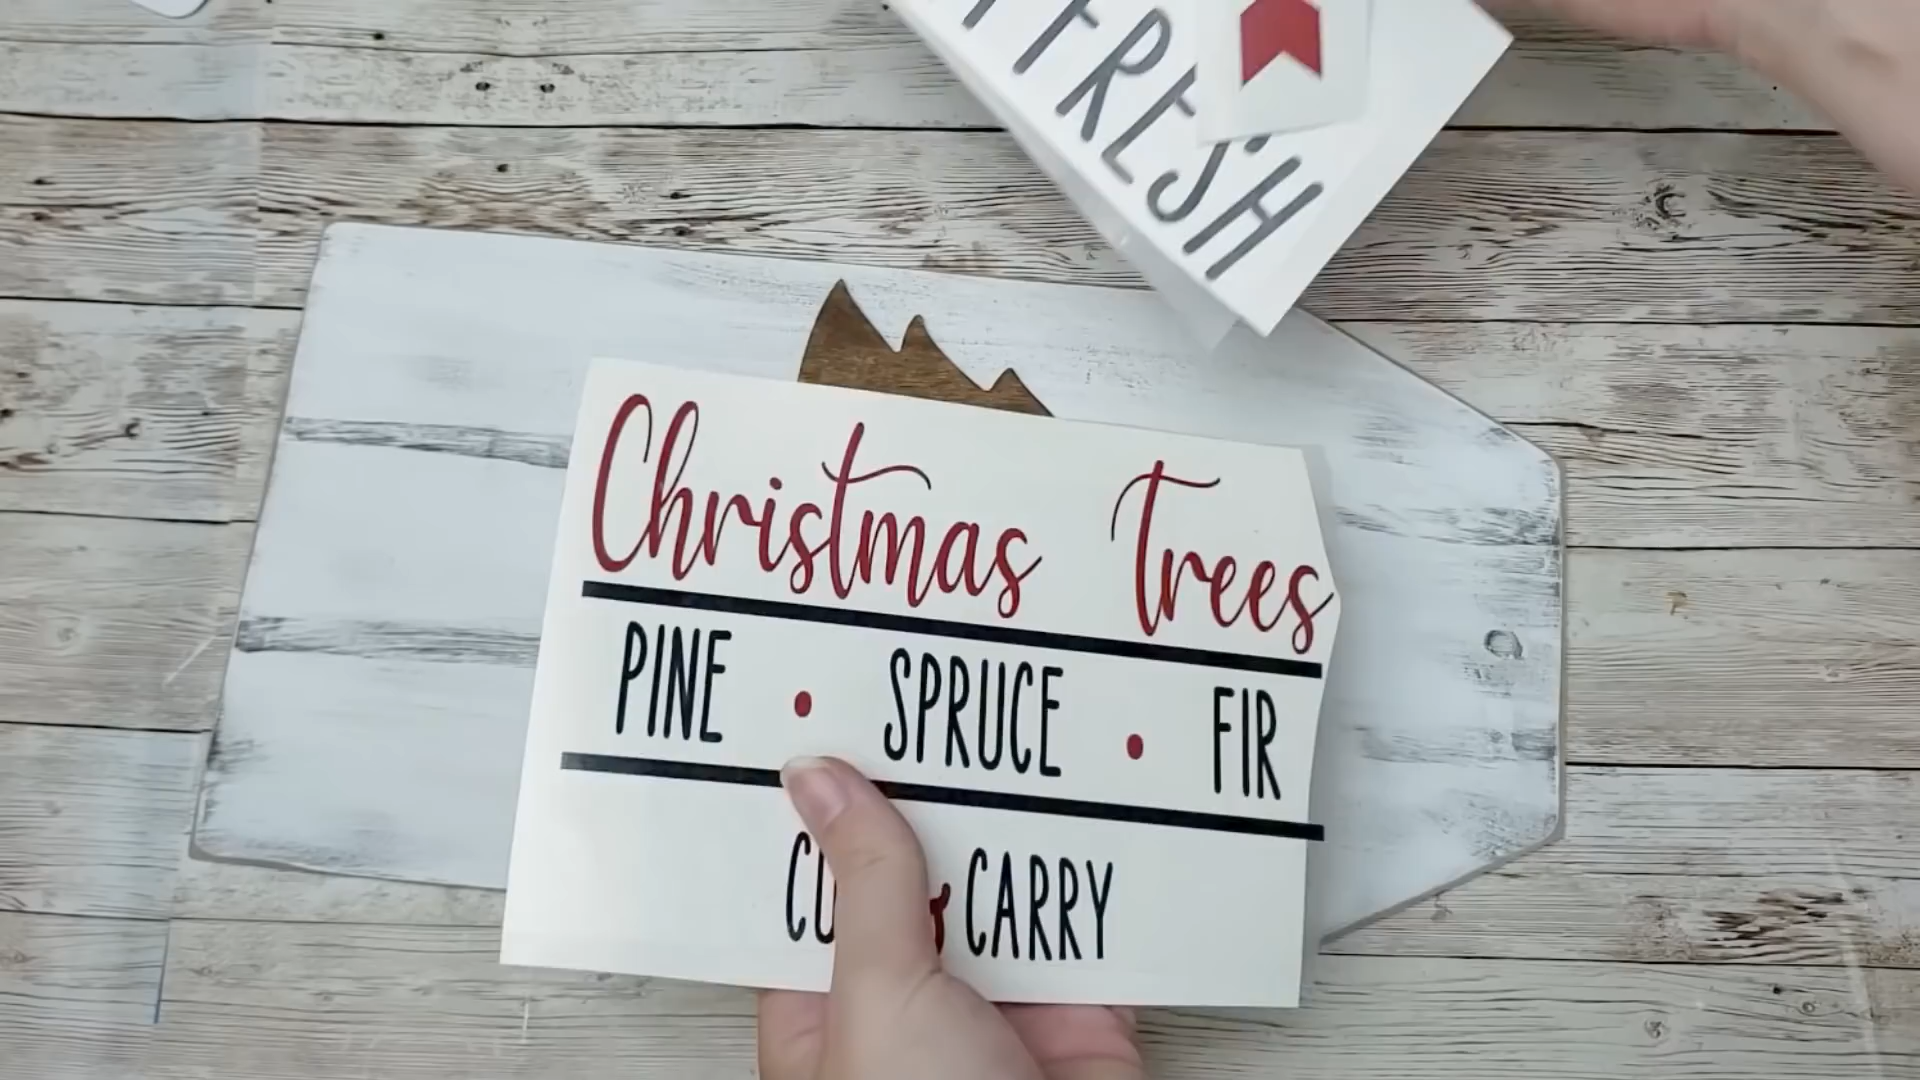 FRESH
Christmas Trees
PINE • SPRUCE • FIR
CARRY